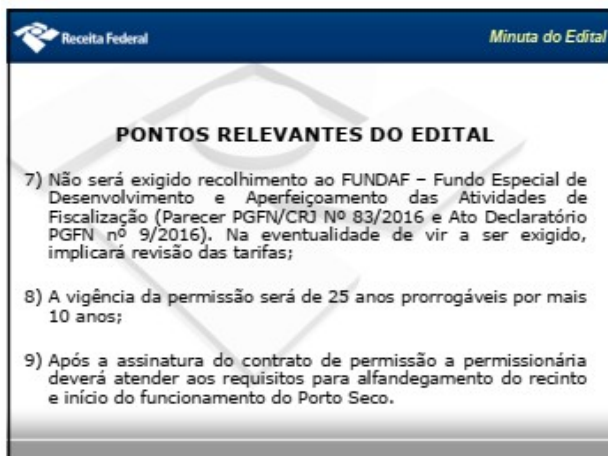 Receita Federal
Minuta do Edital
PONTOS RELEVANTES DO EDITAL
7) Não será exigido recolhimento ao FUNDAF – Fundo Especial de
Desenvolvimento e Aperfeiçoamento das Atividades de
Fiscalização (Parecer PGFN/CRJ Nº 83/2016 e Ato Declaratório
PGFN nº 9/2016). Na eventualidade de vir a ser exigido,
implicará revisão das tarifas;
8) A vigência da permissão será de 25 anos prorrogáveis por mais
10 anos;
9) Após a assinatura do contrato de permissão a permissionária
deverá atender aos requisitos para alfandegamento do recinto
e início do funcionamento do Porto Seco.